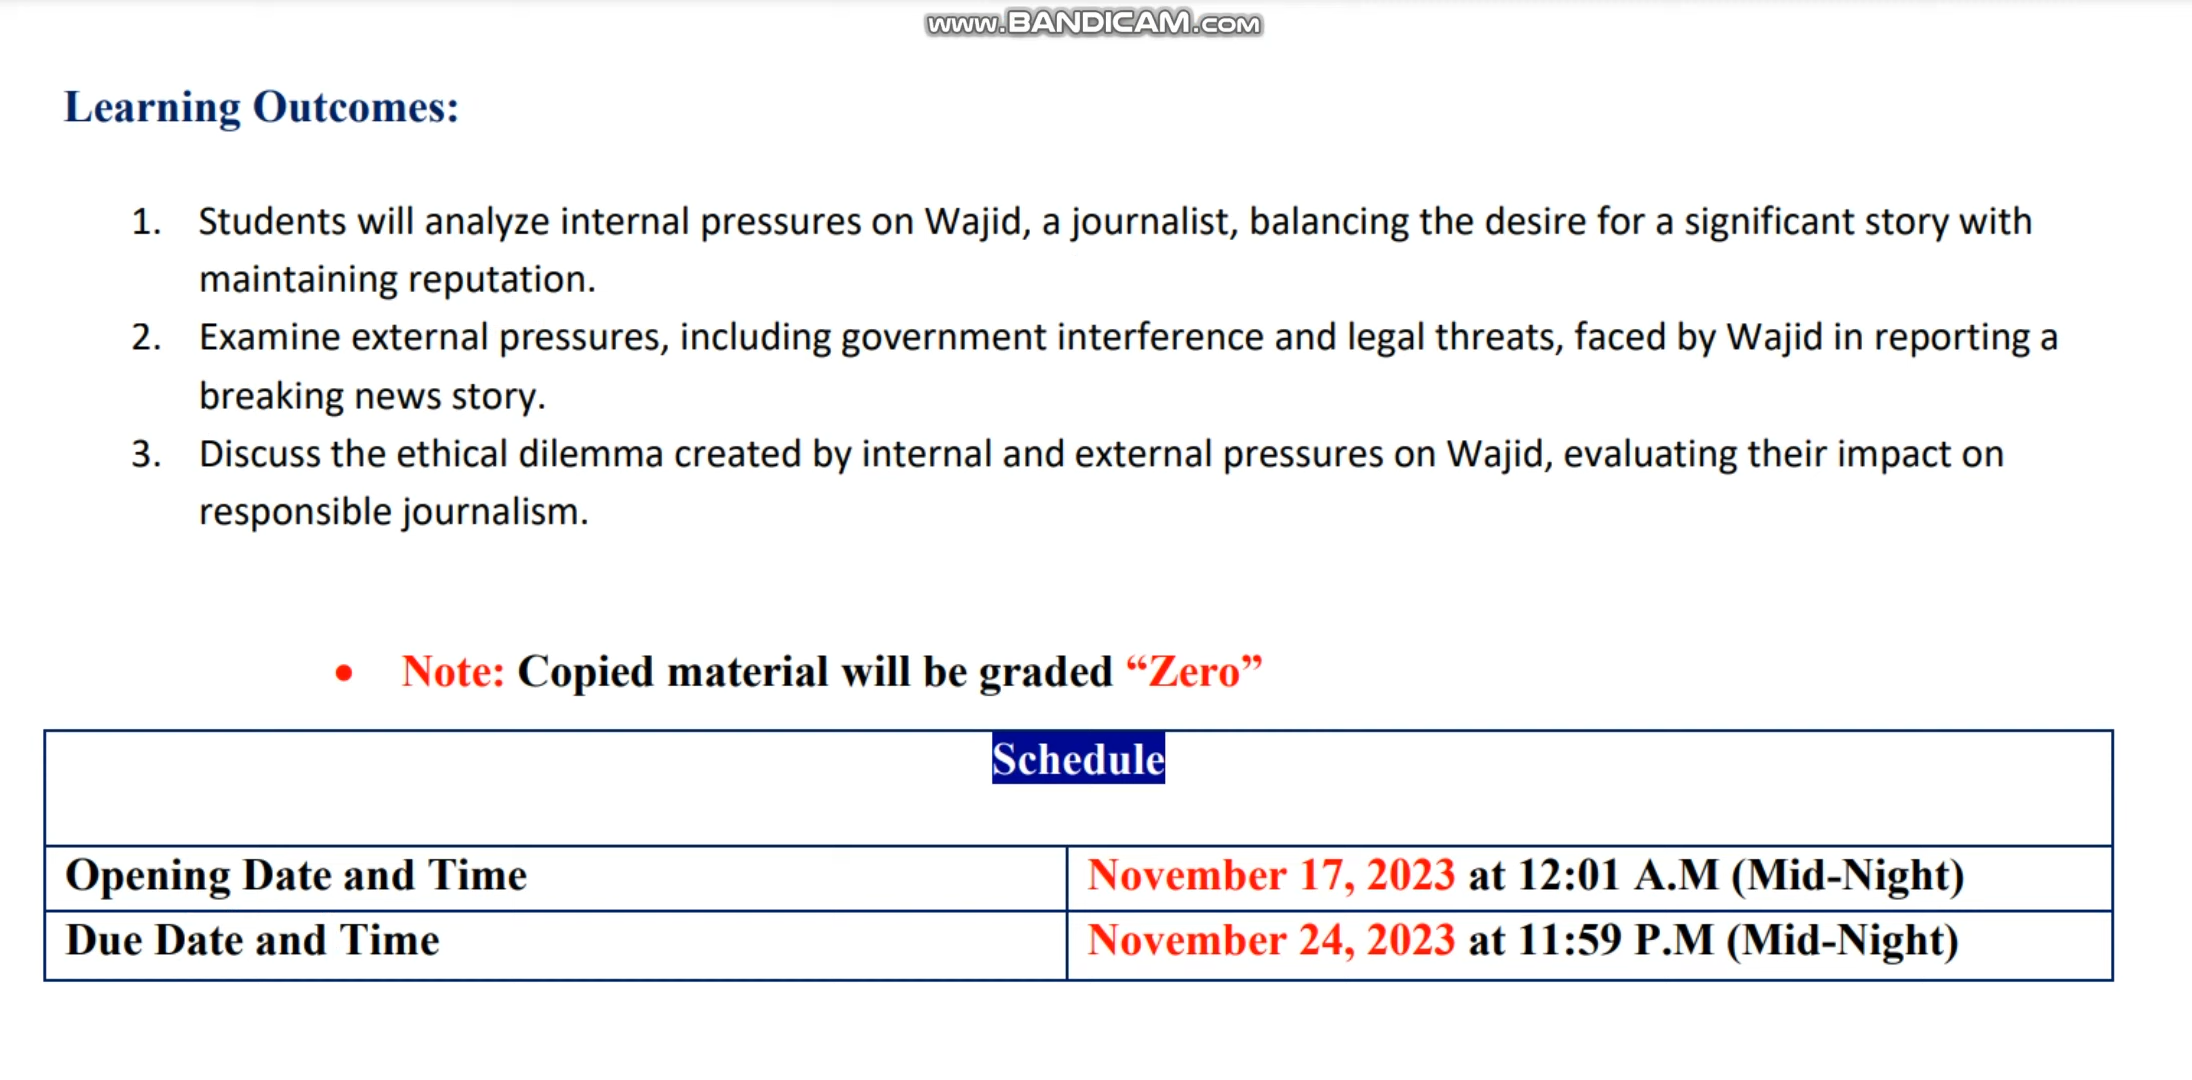 www.BANDICAM.com
Learning Outcomes:
1. Students will analyze internal pressures on Wajid, a journalist, balancing the desire for a significant story with
maintaining reputation.
2. Examine external pressures, including government interference and legal threats, faced by Wajid in reporting a
breaking news story.
3. Discuss the ethical dilemma created by internal and external pressures on Wajid, evaluating their impact on
responsible journalism.
• Note: Copied material will be graded “Zero”
Schedule
Opening Date and Time November 17, 2023 at 12:01 A.M (Mid-Night)
Due Date and Time November 24, 2023 at 11:59 P.M (Mid-Night)